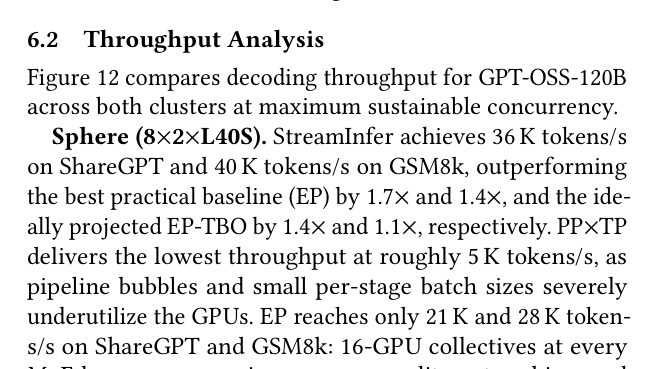 6.2 Throughput Analysis
Figure 12 compares decoding throughput for GPT-OSS-120B
across both clusters at maximum sustainable concurrency.
Sphere (8×2×L40S). StreamInfer achieves 36 K tokens/s
on ShareGPT and 40 K tokens/s on GSM8k, outperforming
the best practical baseline (EP) by 1.7× and 1.4×, and the ide-
ally projected EP-TBO by 1.4× and 1.1×, respectively. PP×TP
delivers the lowest throughput at roughly 5 K tokens/s, as
pipeline bubbles and small per-stage batch sizes severely
underutilize the GPUs. EP reaches only 21 K and 28 K token-
s/s on ShareGPT and GSM8k: 16-GPU collectives at every